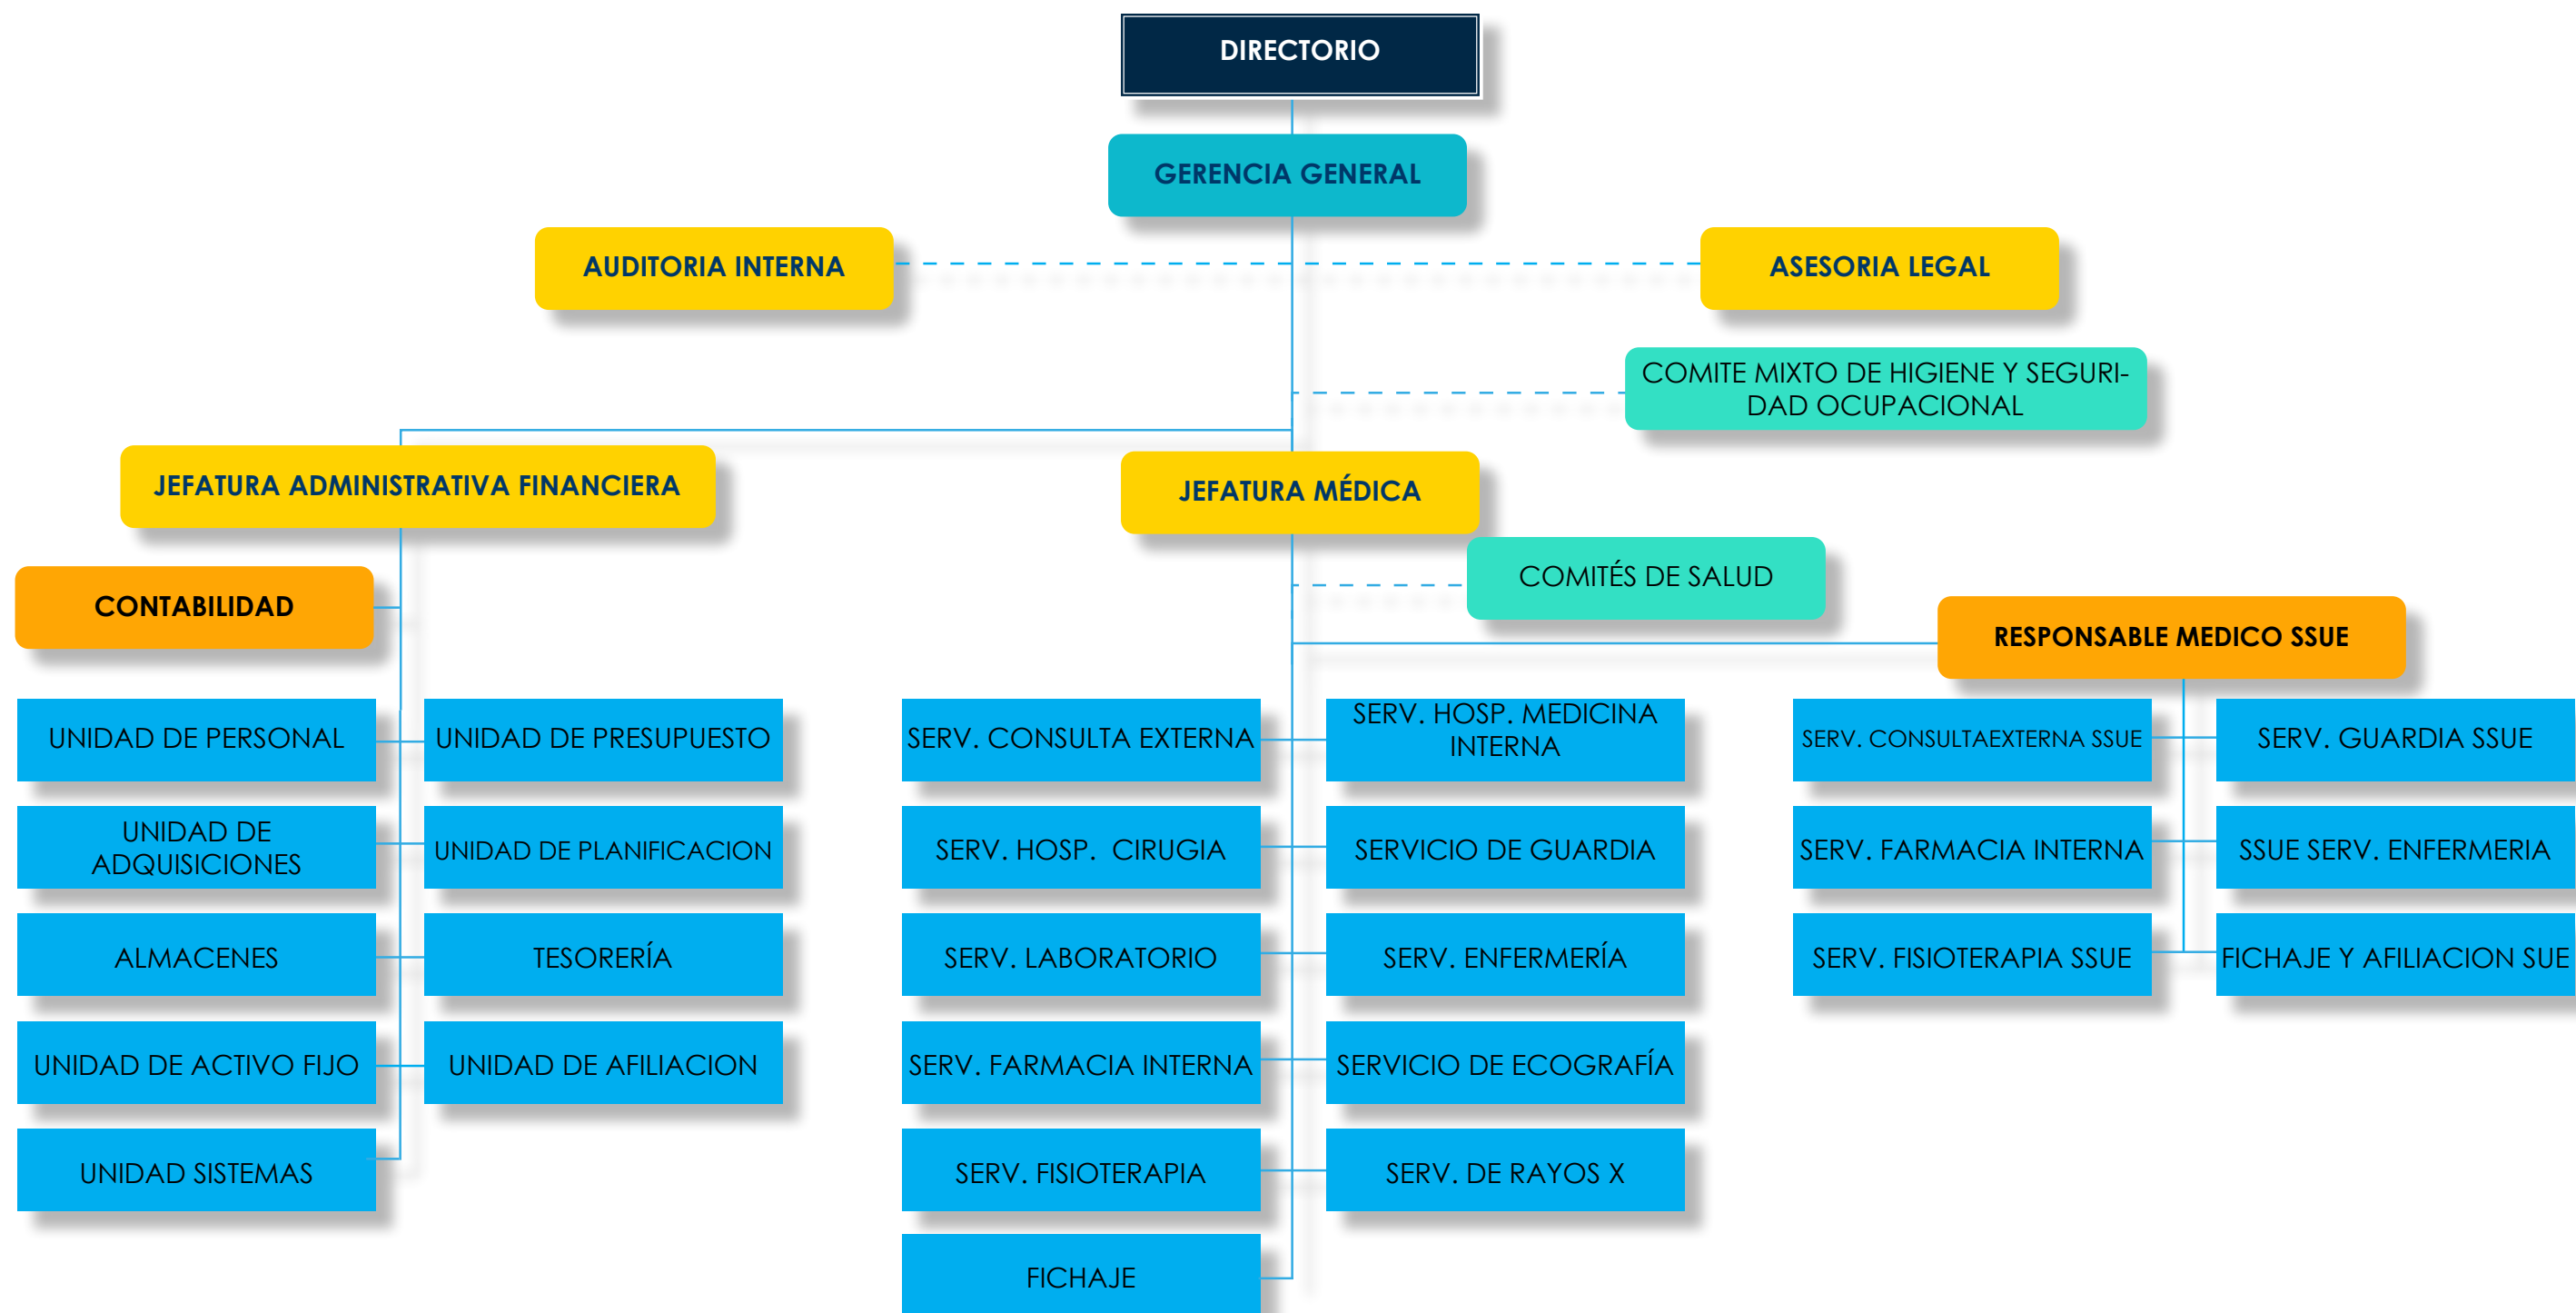 DIRECTORIO
GERENCIA GENERAL
AUDITORIA INTERNA
ASESORIA LEGAL
COMITE MIXTO DE HIGIENE Y SEGURI-
DAD OCUPACIONAL
JEFATURA ADMINISTRATIVA FINANCIERA
JEFATURA MÉDICA
COMITÉS DE SALUD
CONTABILIDAD
RESPONSABLE MEDICO SSUE
UNIDAD DE PERSONAL
UNIDAD DE PRESUPUESTO
UNIDAD DE
ADQUISICIONES
UNIDAD DE PLANIFICACION
ALMACENES
TESORERÍA
UNIDAD DE ACTIVO FIJO
UNIDAD DE AFILIACION
UNIDAD SISTEMAS
SERV. CONSULTA EXTERNA
SERV. HOSP. MEDICINA
INTERNA
SERV. HOSP. CIRUGIA
SERVICIO DE GUARDIA
SERV. LABORATORIO
SERV. ENFERMERÍA
SERV. FARMACIA INTERNA
SERVICIO DE ECOGRAFÍA
SERV. FISIOTERAPIA
SERV. DE RAYOS X
FICHAJE
SERV. CONSULTAEXTERNA SSUE
SERV. GUARDIA SSUE
SERV. FARMACIA INTERNA
SSUE SERV. ENFERMERIA
SERV. FISIOTERAPIA SSUE
FICHAJE Y AFILIACION SUE